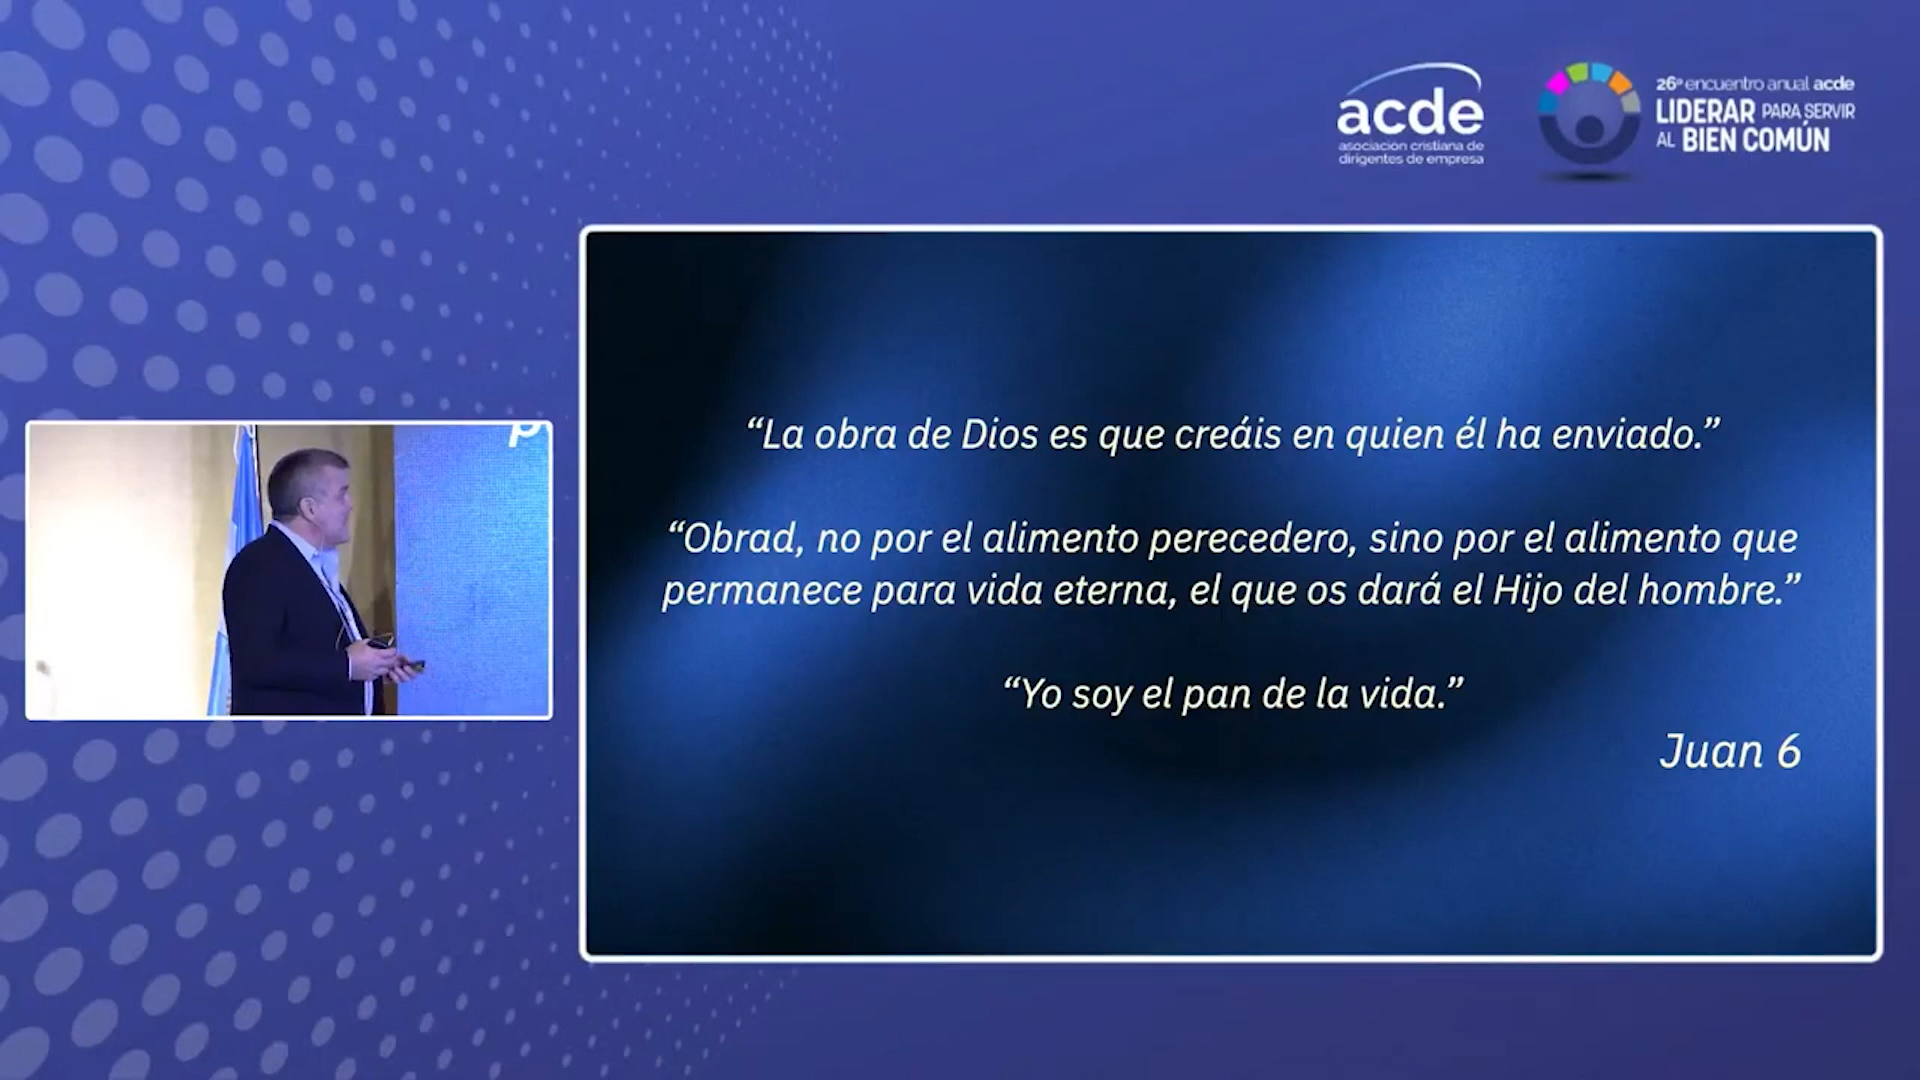 acde
asociación cristiana de
dirigentes de empresa
26º encuentro anual acde
LIDERAR PARA SERVIR
AL BIEN COMÚN
“La obra de Dios es que creáis en quien él ha enviado.”
“Obrad, no por el alimento perecedero, sino por el alimento que
permanece para vida eterna, el que os dará el Hijo del hombre.”
“Yo soy el pan de la vida.”
Juan 6